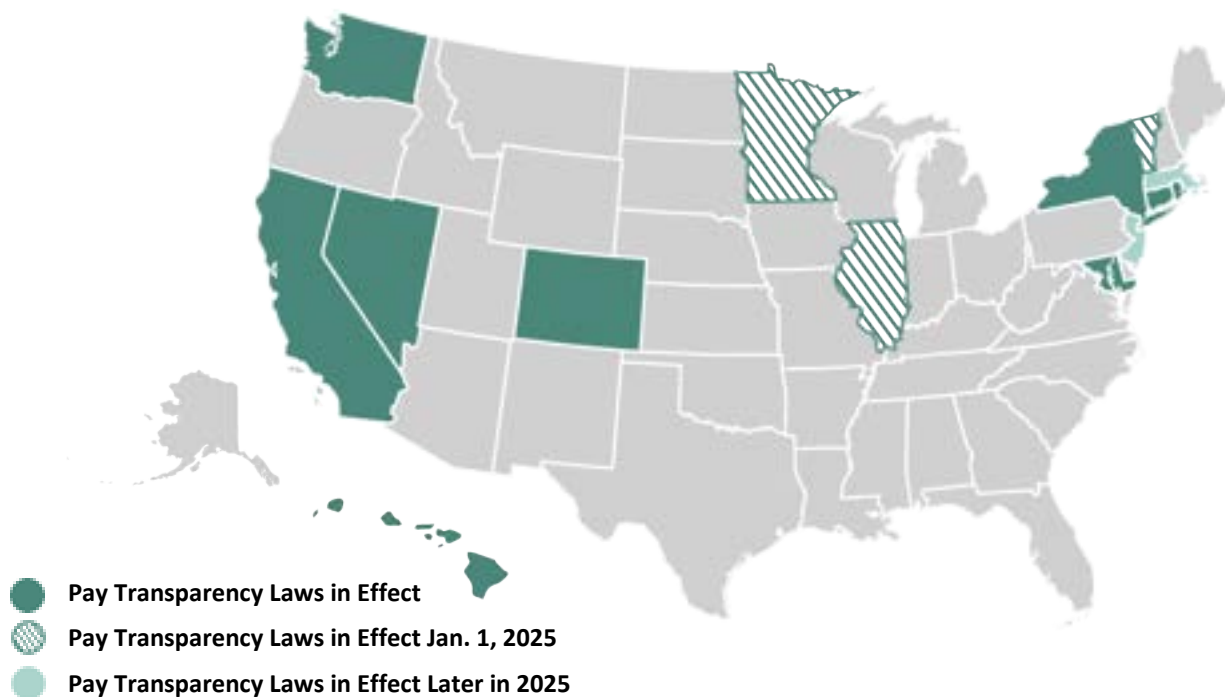 Pay Transparency Laws in Effect
Pay Transparency Laws in Effect Jan. 1, 2025
Pay Transparency Laws in Effect Later in 2025